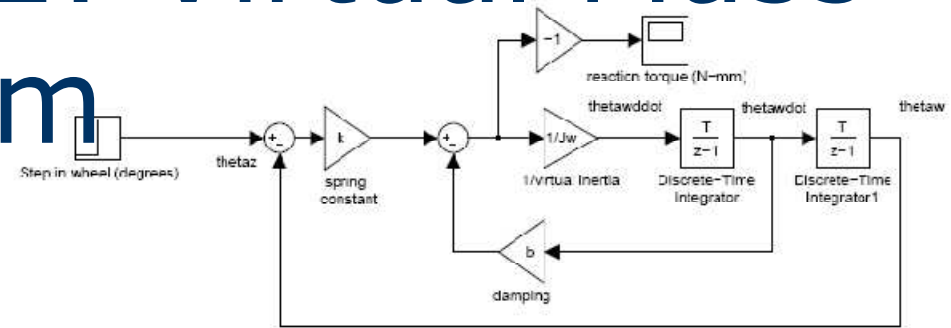 m
−1
reaction torque (N−mm)
thetawddot
thetawdot
thetaw
+
−
k
+
−
1/Jw
T
z−1
T
z−1
thetaz
Step in wheel (degrees)
spring
constant
1/virtual inertia
Discrete−Time
Integrator
Discrete−Time
Integrator1
b
damping